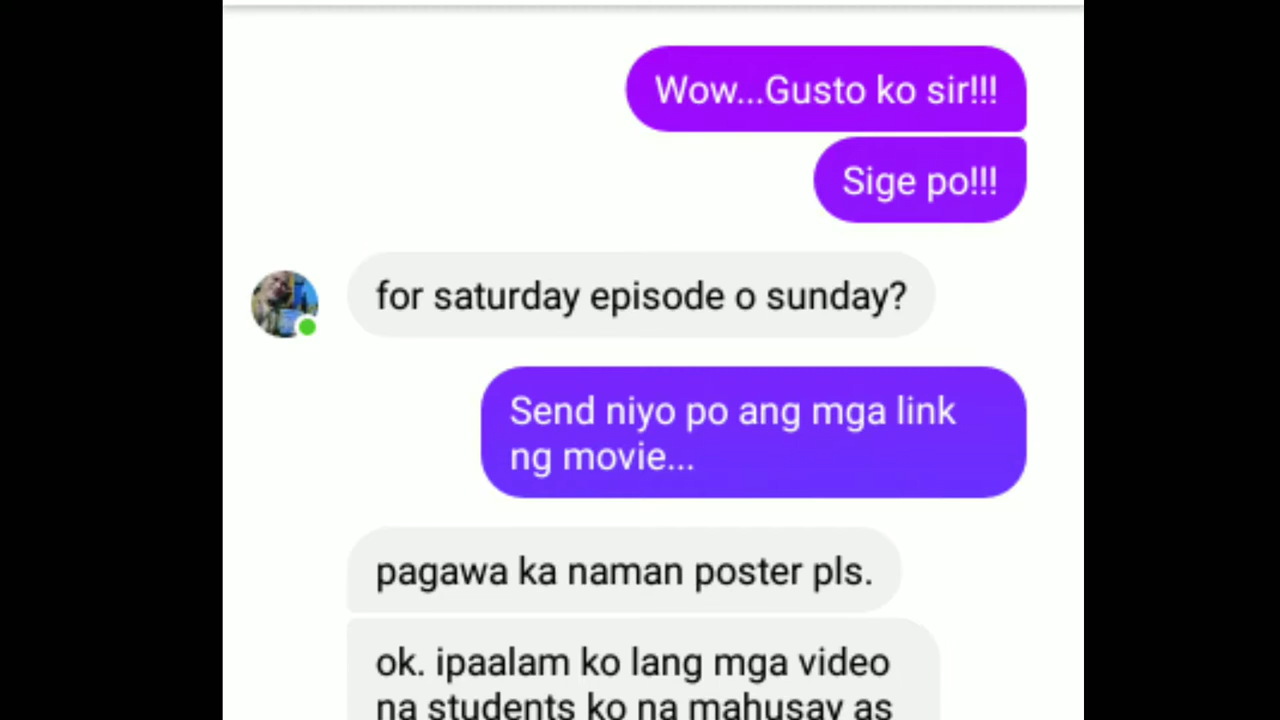 Wow...Gusto ko sir!!!
Sige po!!!
for saturday episode o sunday?
Send niyo po ang mga link
ng movie...
pagawa ka naman poster pls.
ok. ipaalam ko lang mga video
na students ko na mahusay as